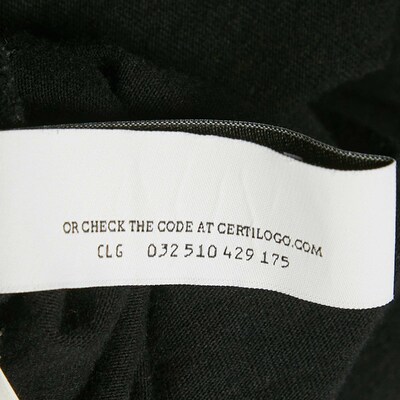 OR CHECK THE CODE AT CERTILOGO.COM
CLG 032 510 429 175